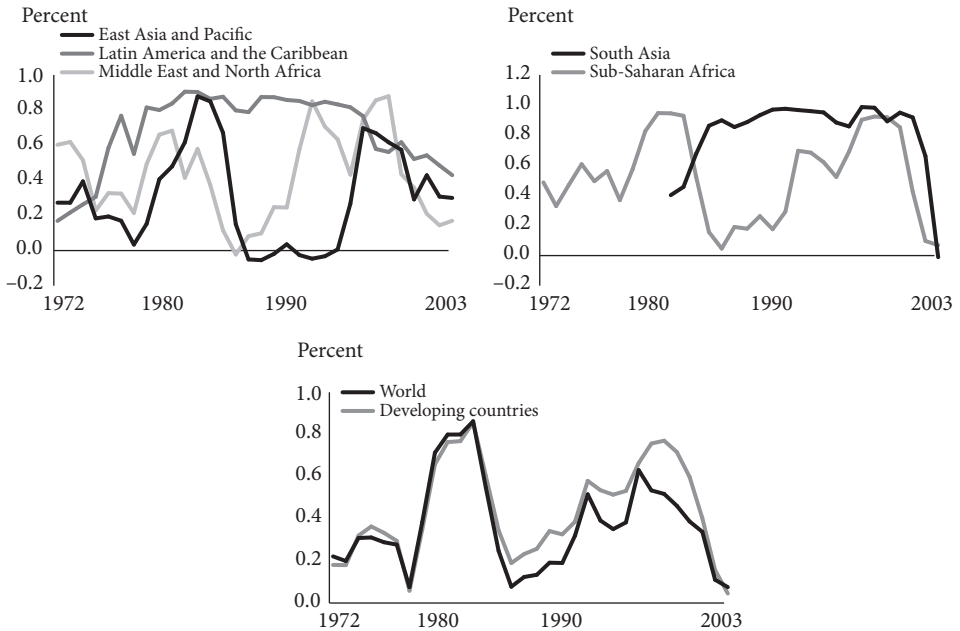 Percent
East Asia and Pacific
Latin America and the Caribbean
Middle East and North Africa
1.0
0.8
0.6
0.4
0.2
0.0
–0.2
1972 1980 1990 2003
Percent
South Asia
Sub-Saharan Africa
1.2
1.0
0.8
0.6
0.4
0.2
0.0
–0.2
1972 1980 1990 2003
Percent
World
Developing countries
1.0
0.8
0.6
0.4
0.2
0.0
1972 1980 1990 2003